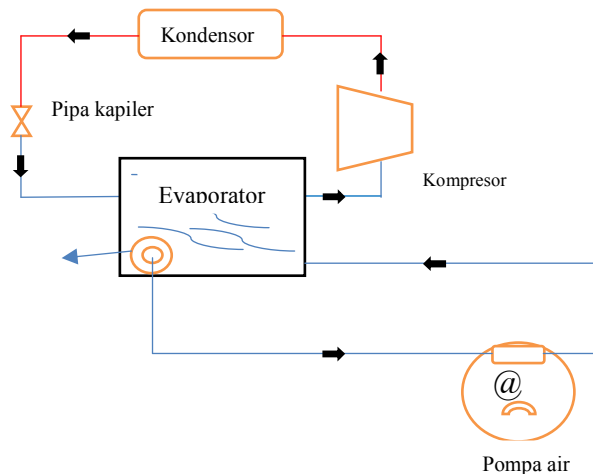 Kondensor
Pipa kapiler
Kompresor
Evaporator
@
Pompa air